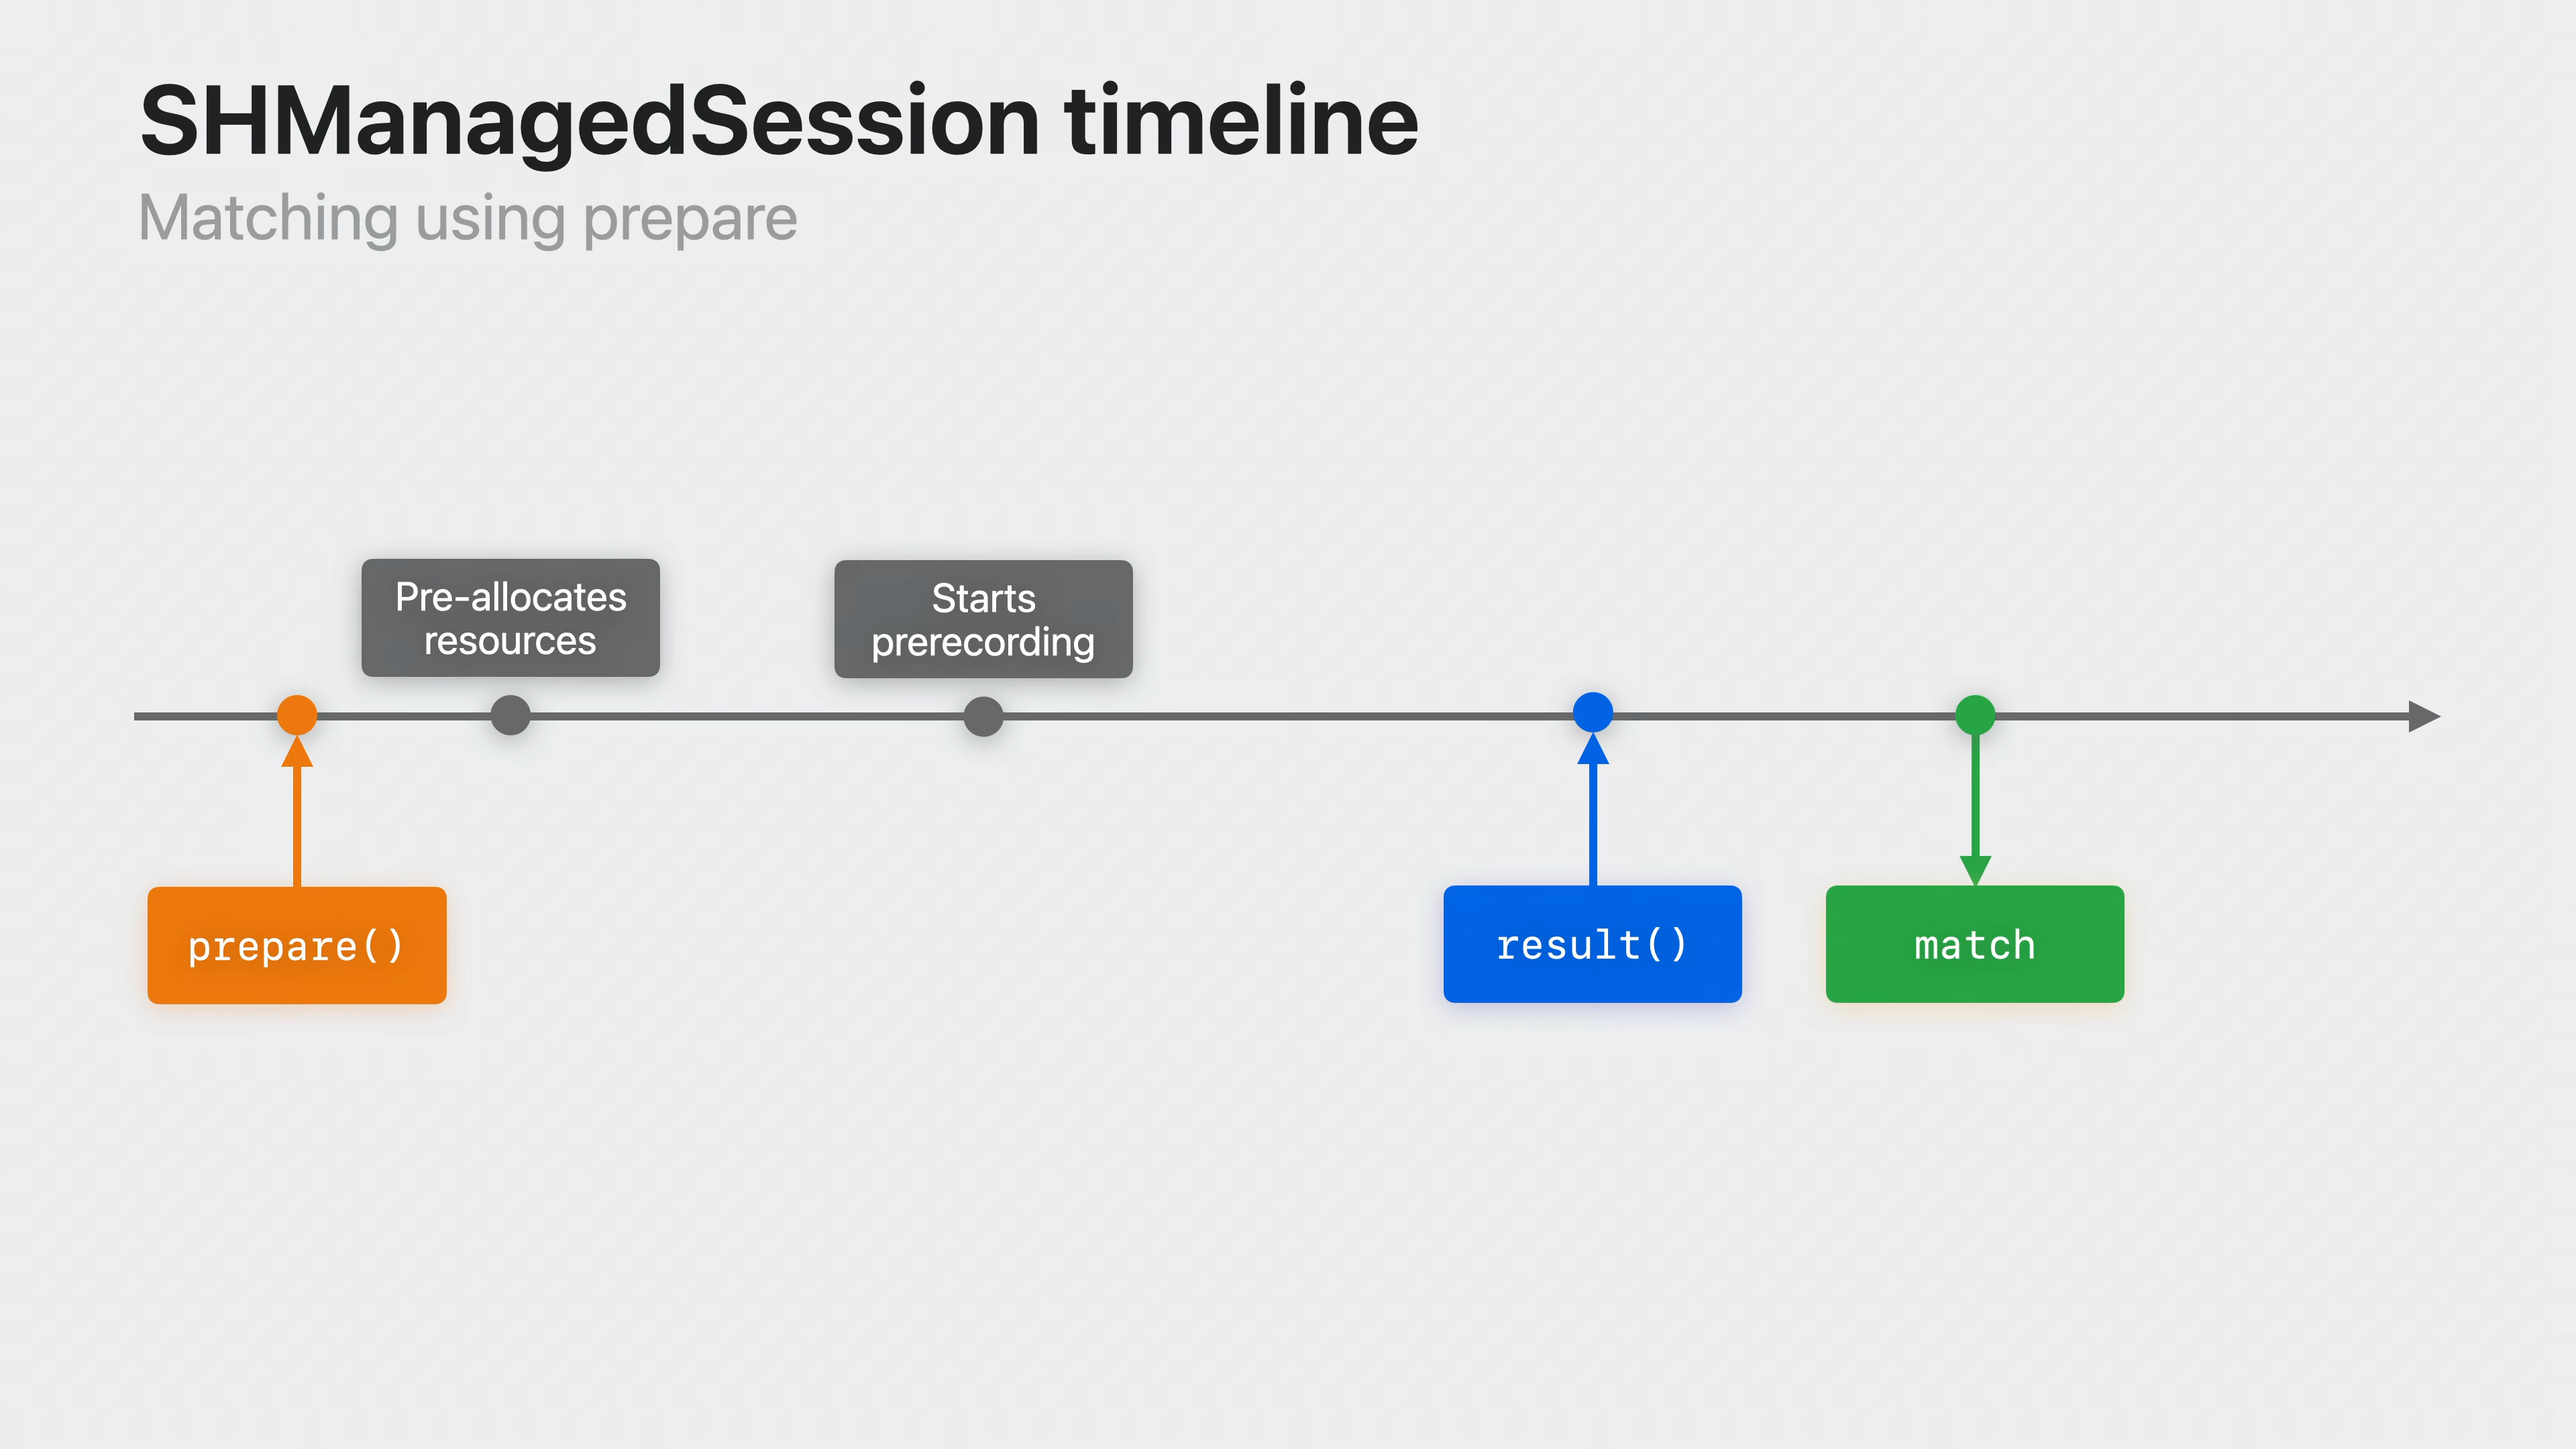 SHManagedSession timeline
Matching using prepare
Pre-allocates
resources
Starts
prerecording
prepare()
result()
match